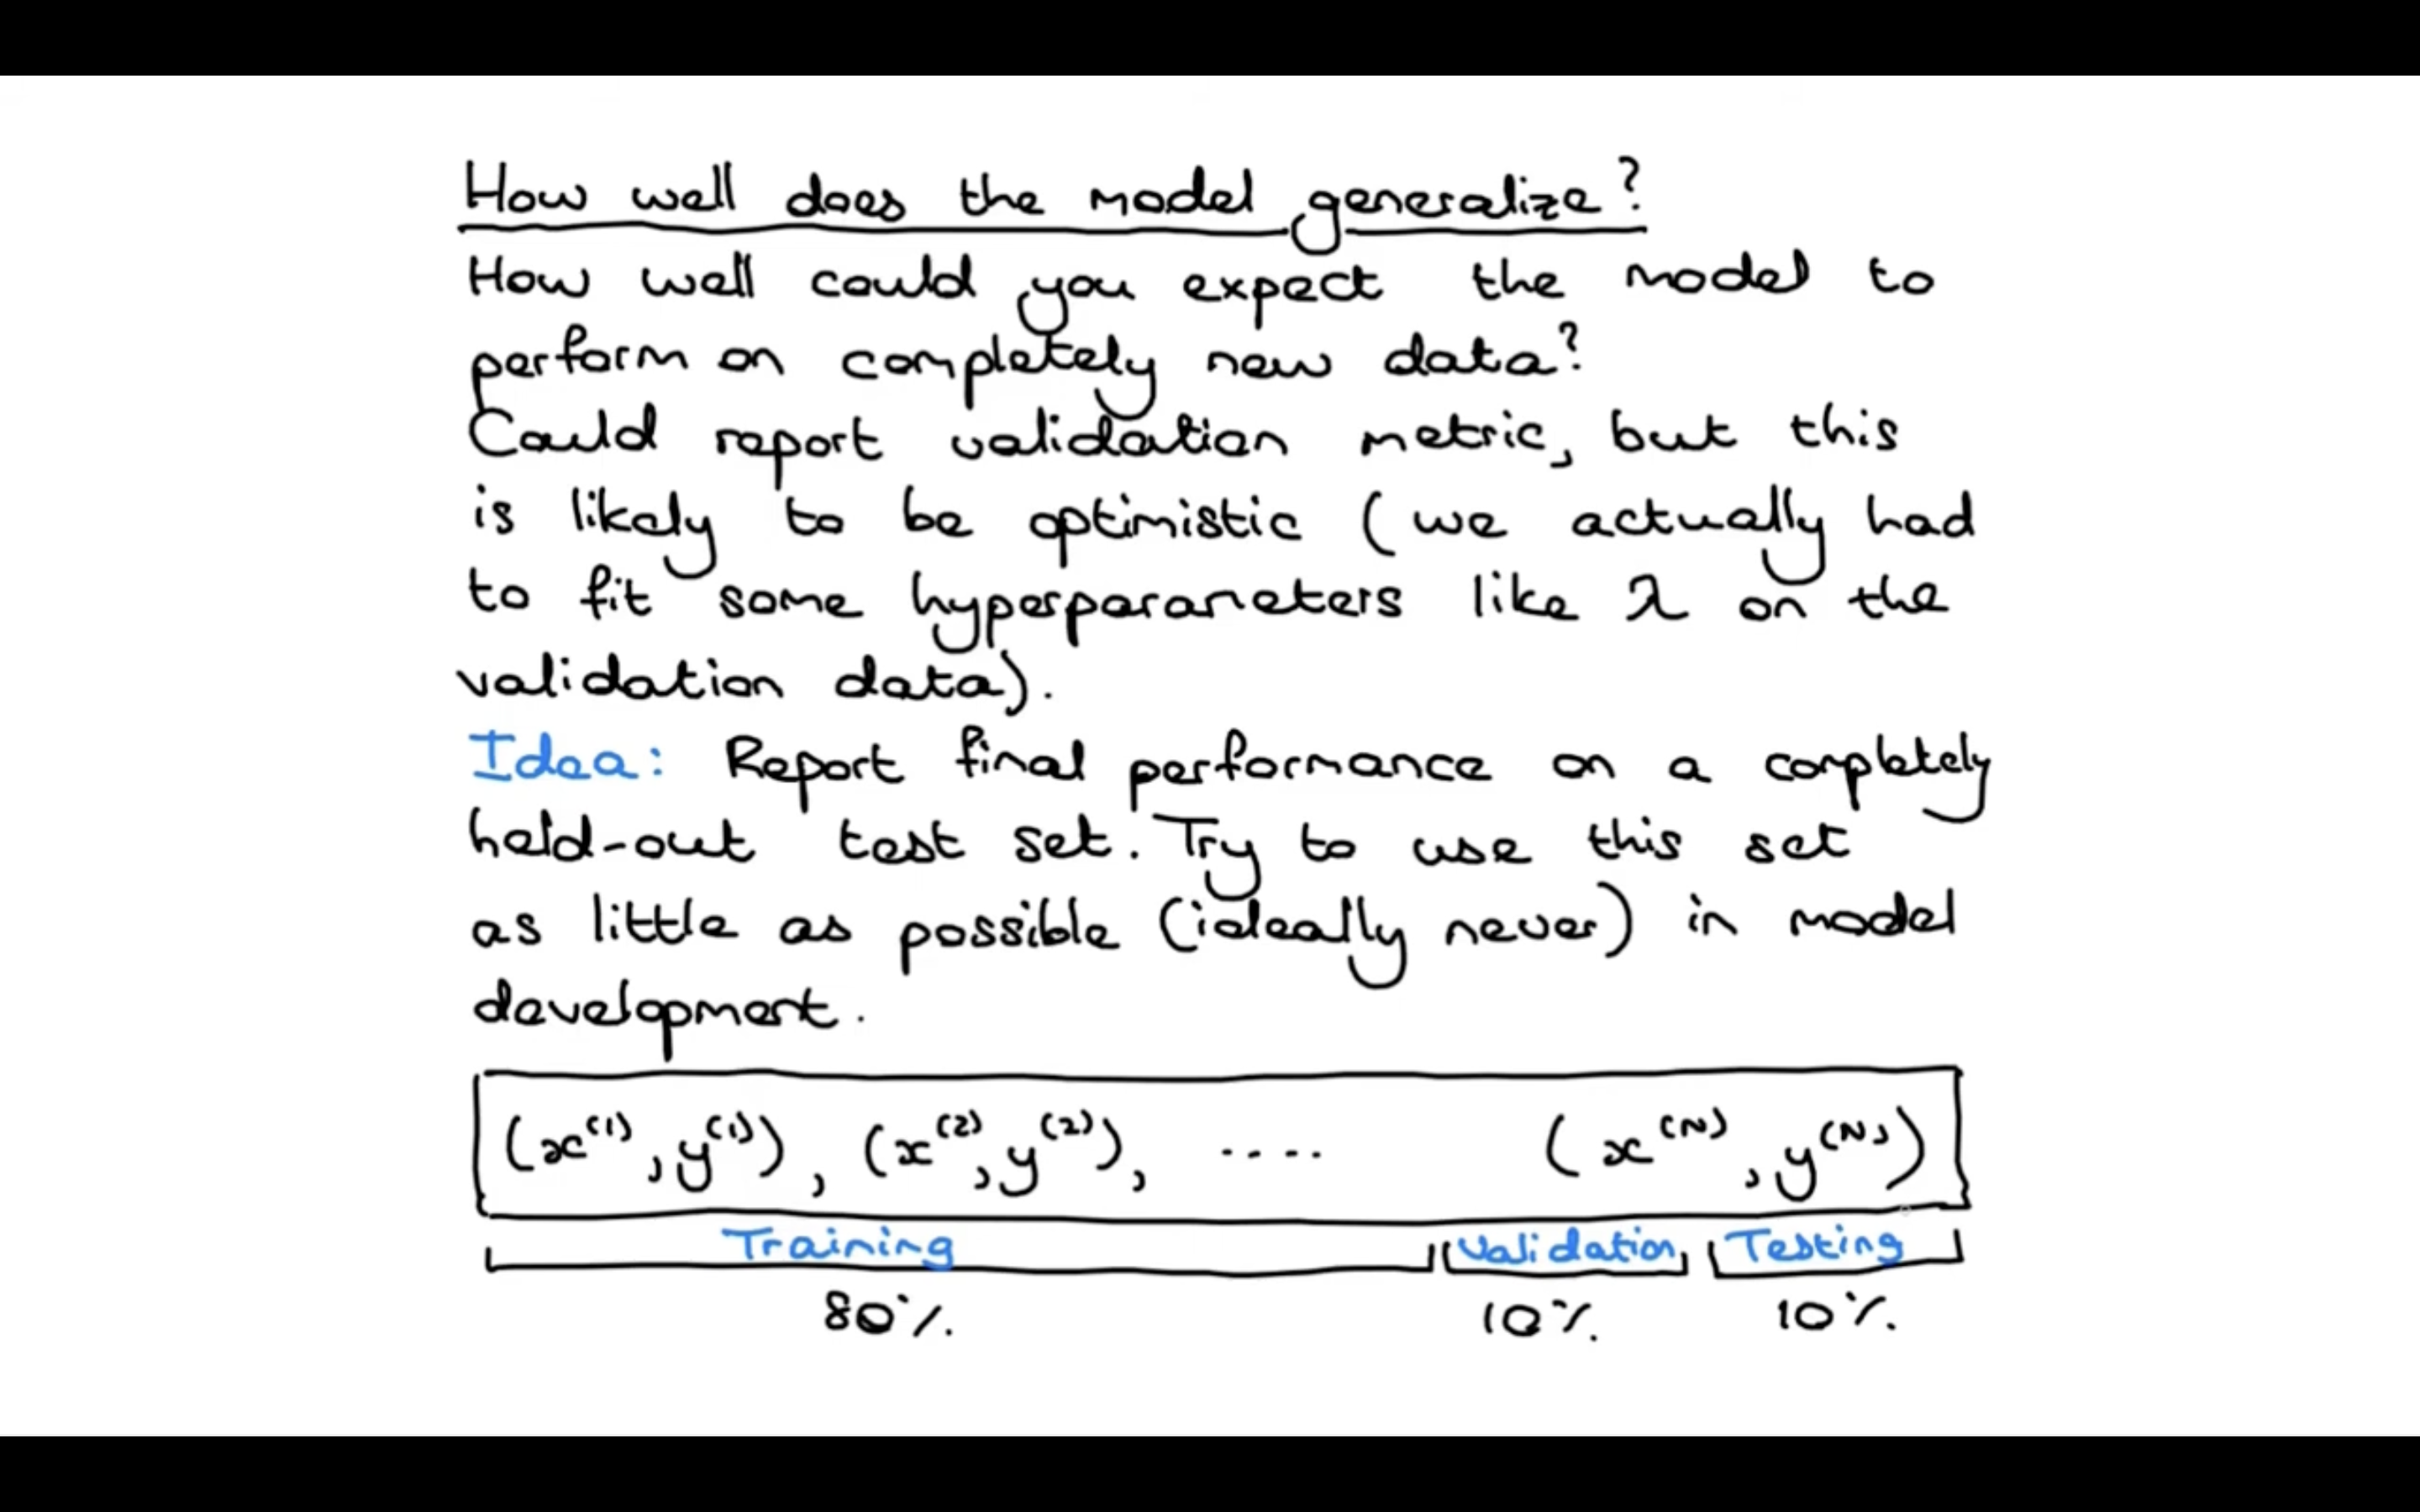 How well does the model generalize?
How well could you expect the model to
perform on completely new data?
Could report validation metric, but this
is likely to be optimistic (we actually had
to fit some hyperparameters like λ on the
validation data).
Idea: Report final performance on a completely
held-out test set. Try to use this set
as little as possible (ideally never) in model
development.
(x⁽¹⁾, y⁽¹⁾), (x⁽²⁾, y⁽²⁾), .... (x⁽ᴺ⁾, y⁽ᴺ⁾)
Training Validation Testing
80% 10% 10%